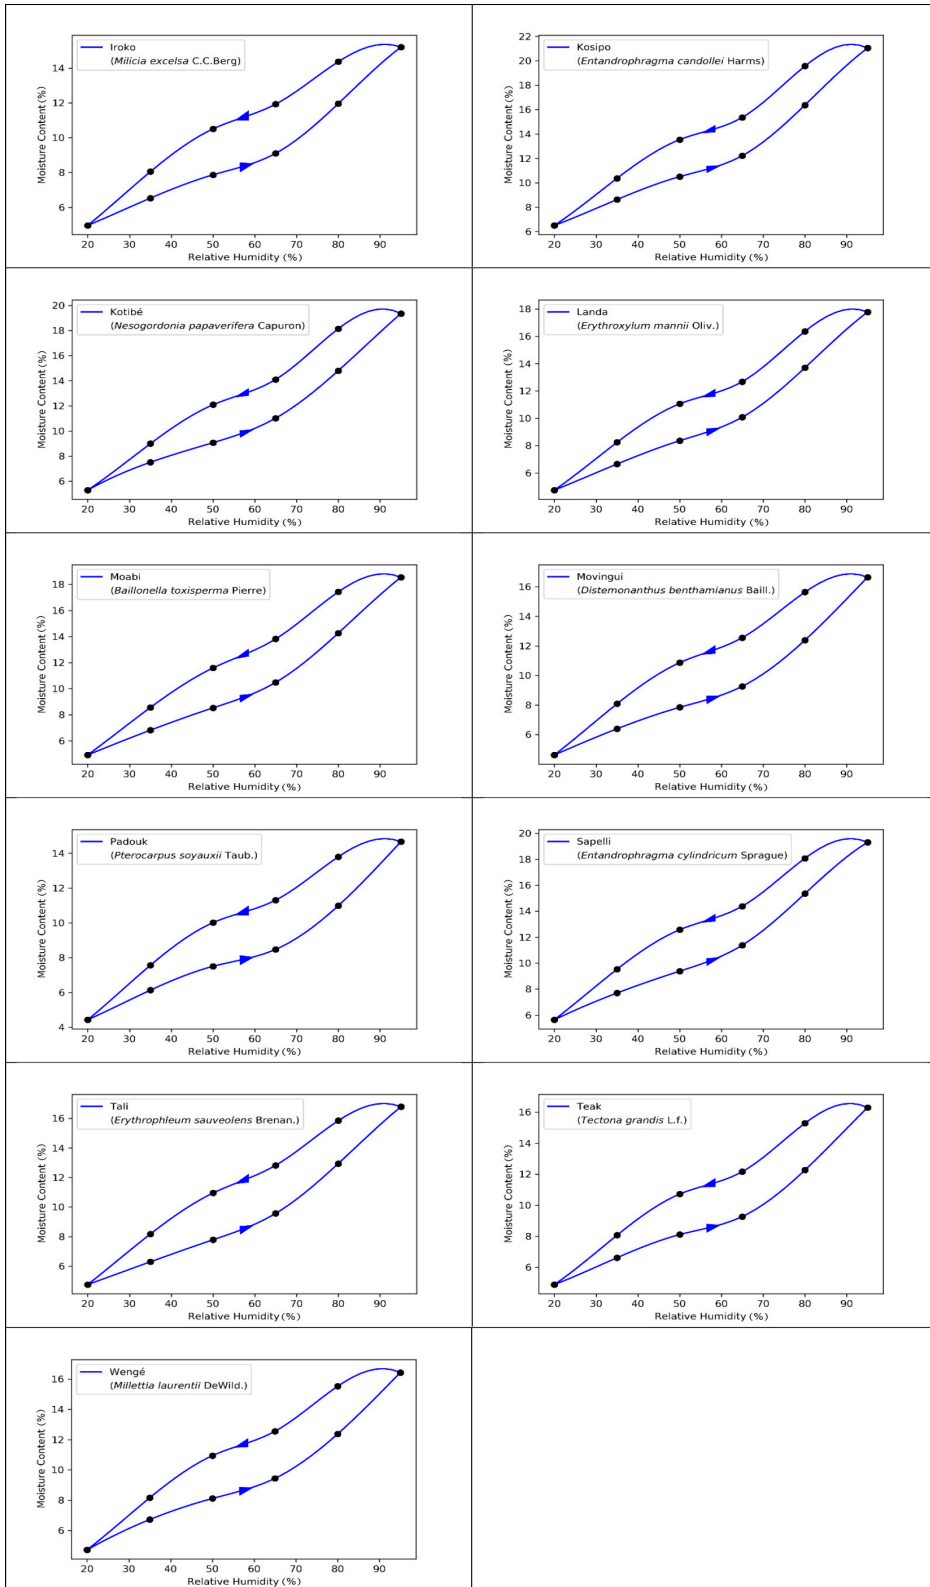 Iroko
(Milicia excelsa C.C.Berg)
14
12
10
8
6
Moisture Content (%)
20 30 40 50 60 70 80 90
Relative Humidity (%)
Kosipo
(Entandrophragma candollei Harms)
22
20
18
16
14
12
10
8
6
Moisture Content (%)
20 30 40 50 60 70 80 90
Relative Humidity (%)
Kotibé
(Nesogordonia papaverifera Capuron)
20
18
16
14
12
10
8
6
Moisture Content (%)
20 30 40 50 60 70 80 90
Relative Humidity (%)
Landa
(Erythroxylum mannii Oliv.)
18
16
14
12
10
8
6
Moisture Content (%)
20 30 40 50 60 70 80 90
Relative Humidity (%)
Moabi
(Baillonella toxisperma Pierre)
18
16
14
12
10
8
6
Moisture Content (%)
20 30 40 50 60 70 80 90
Relative Humidity (%)
Movingui
(Distemonanthus benthamianus Baill.)
16
14
12
10
8
6
Moisture Content (%)
20 30 40 50 60 70 80 90
Relative Humidity (%)
Padouk
(Pterocarpus soyauxii Taub.)
14
12
10
8
6
4
Moisture Content (%)
20 30 40 50 60 70 80 90
Relative Humidity (%)
Sapelli
(Entandrophragma cylindricum Sprague)
20
18
16
14
12
10
8
6
Moisture Content (%)
20 30 40 50 60 70 80 90
Relative Humidity (%)
Tali
(Erythrophleum sauveolens Brenan.)
16
14
12
10
8
6
Moisture Content (%)
20 30 40 50 60 70 80 90
Relative Humidity (%)
Teak
(Tectona grandis L.f.)
16
14
12
10
8
6
Moisture Content (%)
20 30 40 50 60 70 80 90
Relative Humidity (%)
Wengé
(Millettia laurentii DeWild.)
16
14
12
10
8
6
Moisture Content (%)
20 30 40 50 60 70 80 90
Relative Humidity (%)